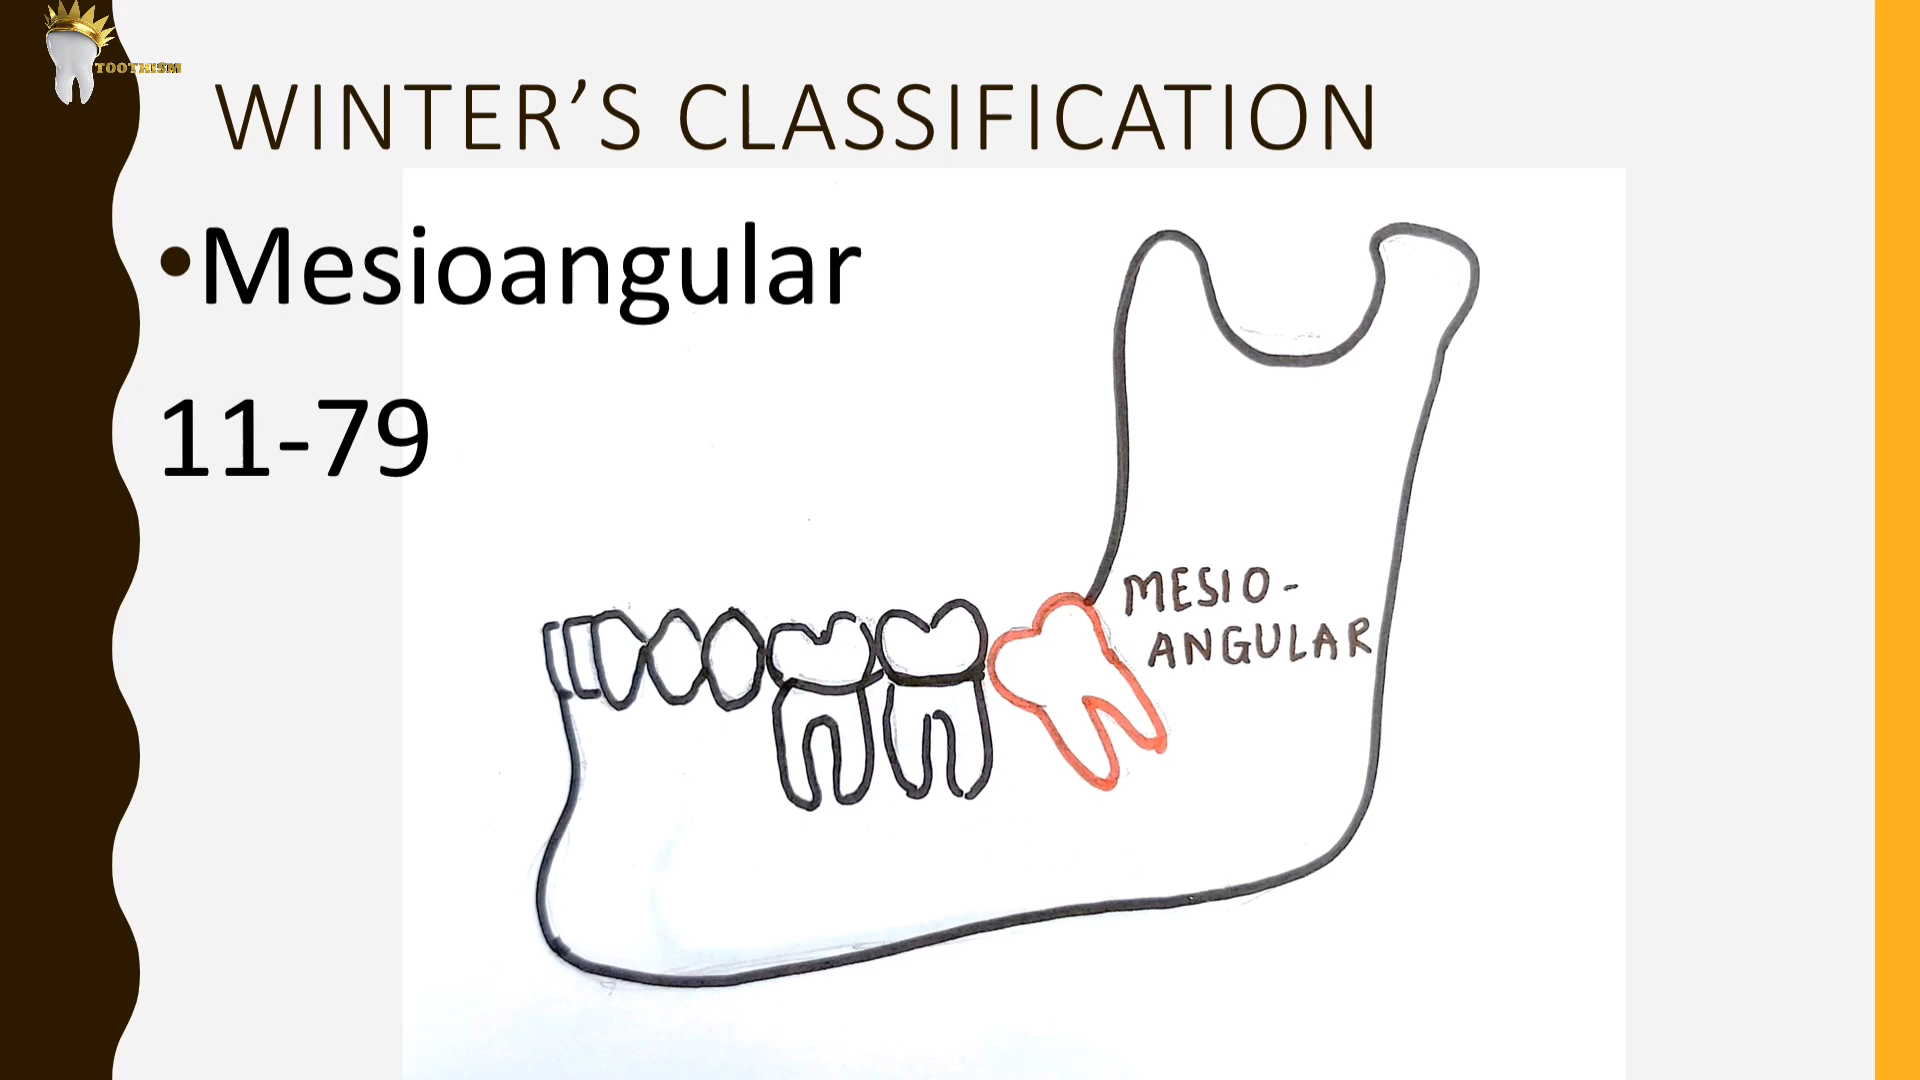 TOOTHISM
WINTER’S CLASSIFICATION
•Mesioangular
11-79
MESIO-
ANGULAR